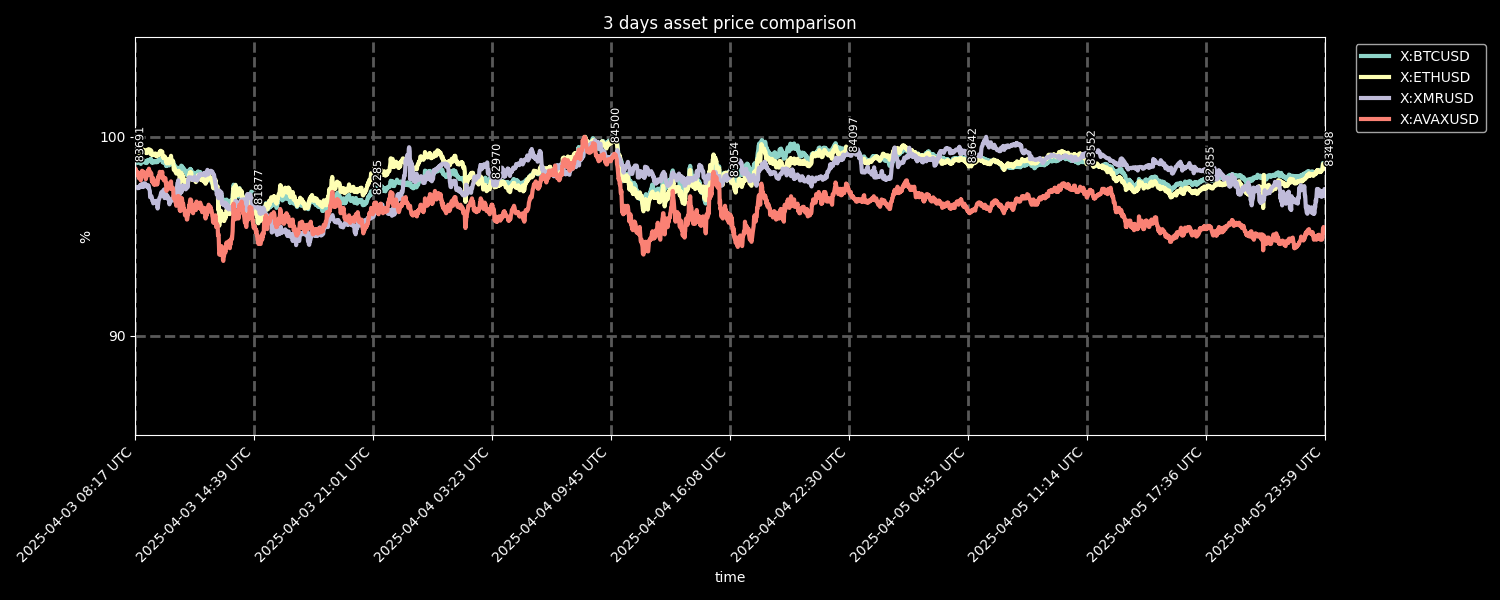 3 days asset price comparison
X:BTCUSD
X:ETHUSD
X:XMRUSD
X:AVAXUSD
%
100
90
83691
81877
82285
82970
84500
83054
84097
83642
83552
82855
83498
2025-04-03 08:17 UTC
2025-04-03 14:39 UTC
2025-04-03 21:01 UTC
2025-04-04 03:23 UTC
2025-04-04 09:45 UTC
2025-04-04 16:08 UTC
2025-04-04 22:30 UTC
2025-04-05 04:52 UTC
2025-04-05 11:14 UTC
2025-04-05 17:36 UTC
2025-04-05 23:59 UTC
time